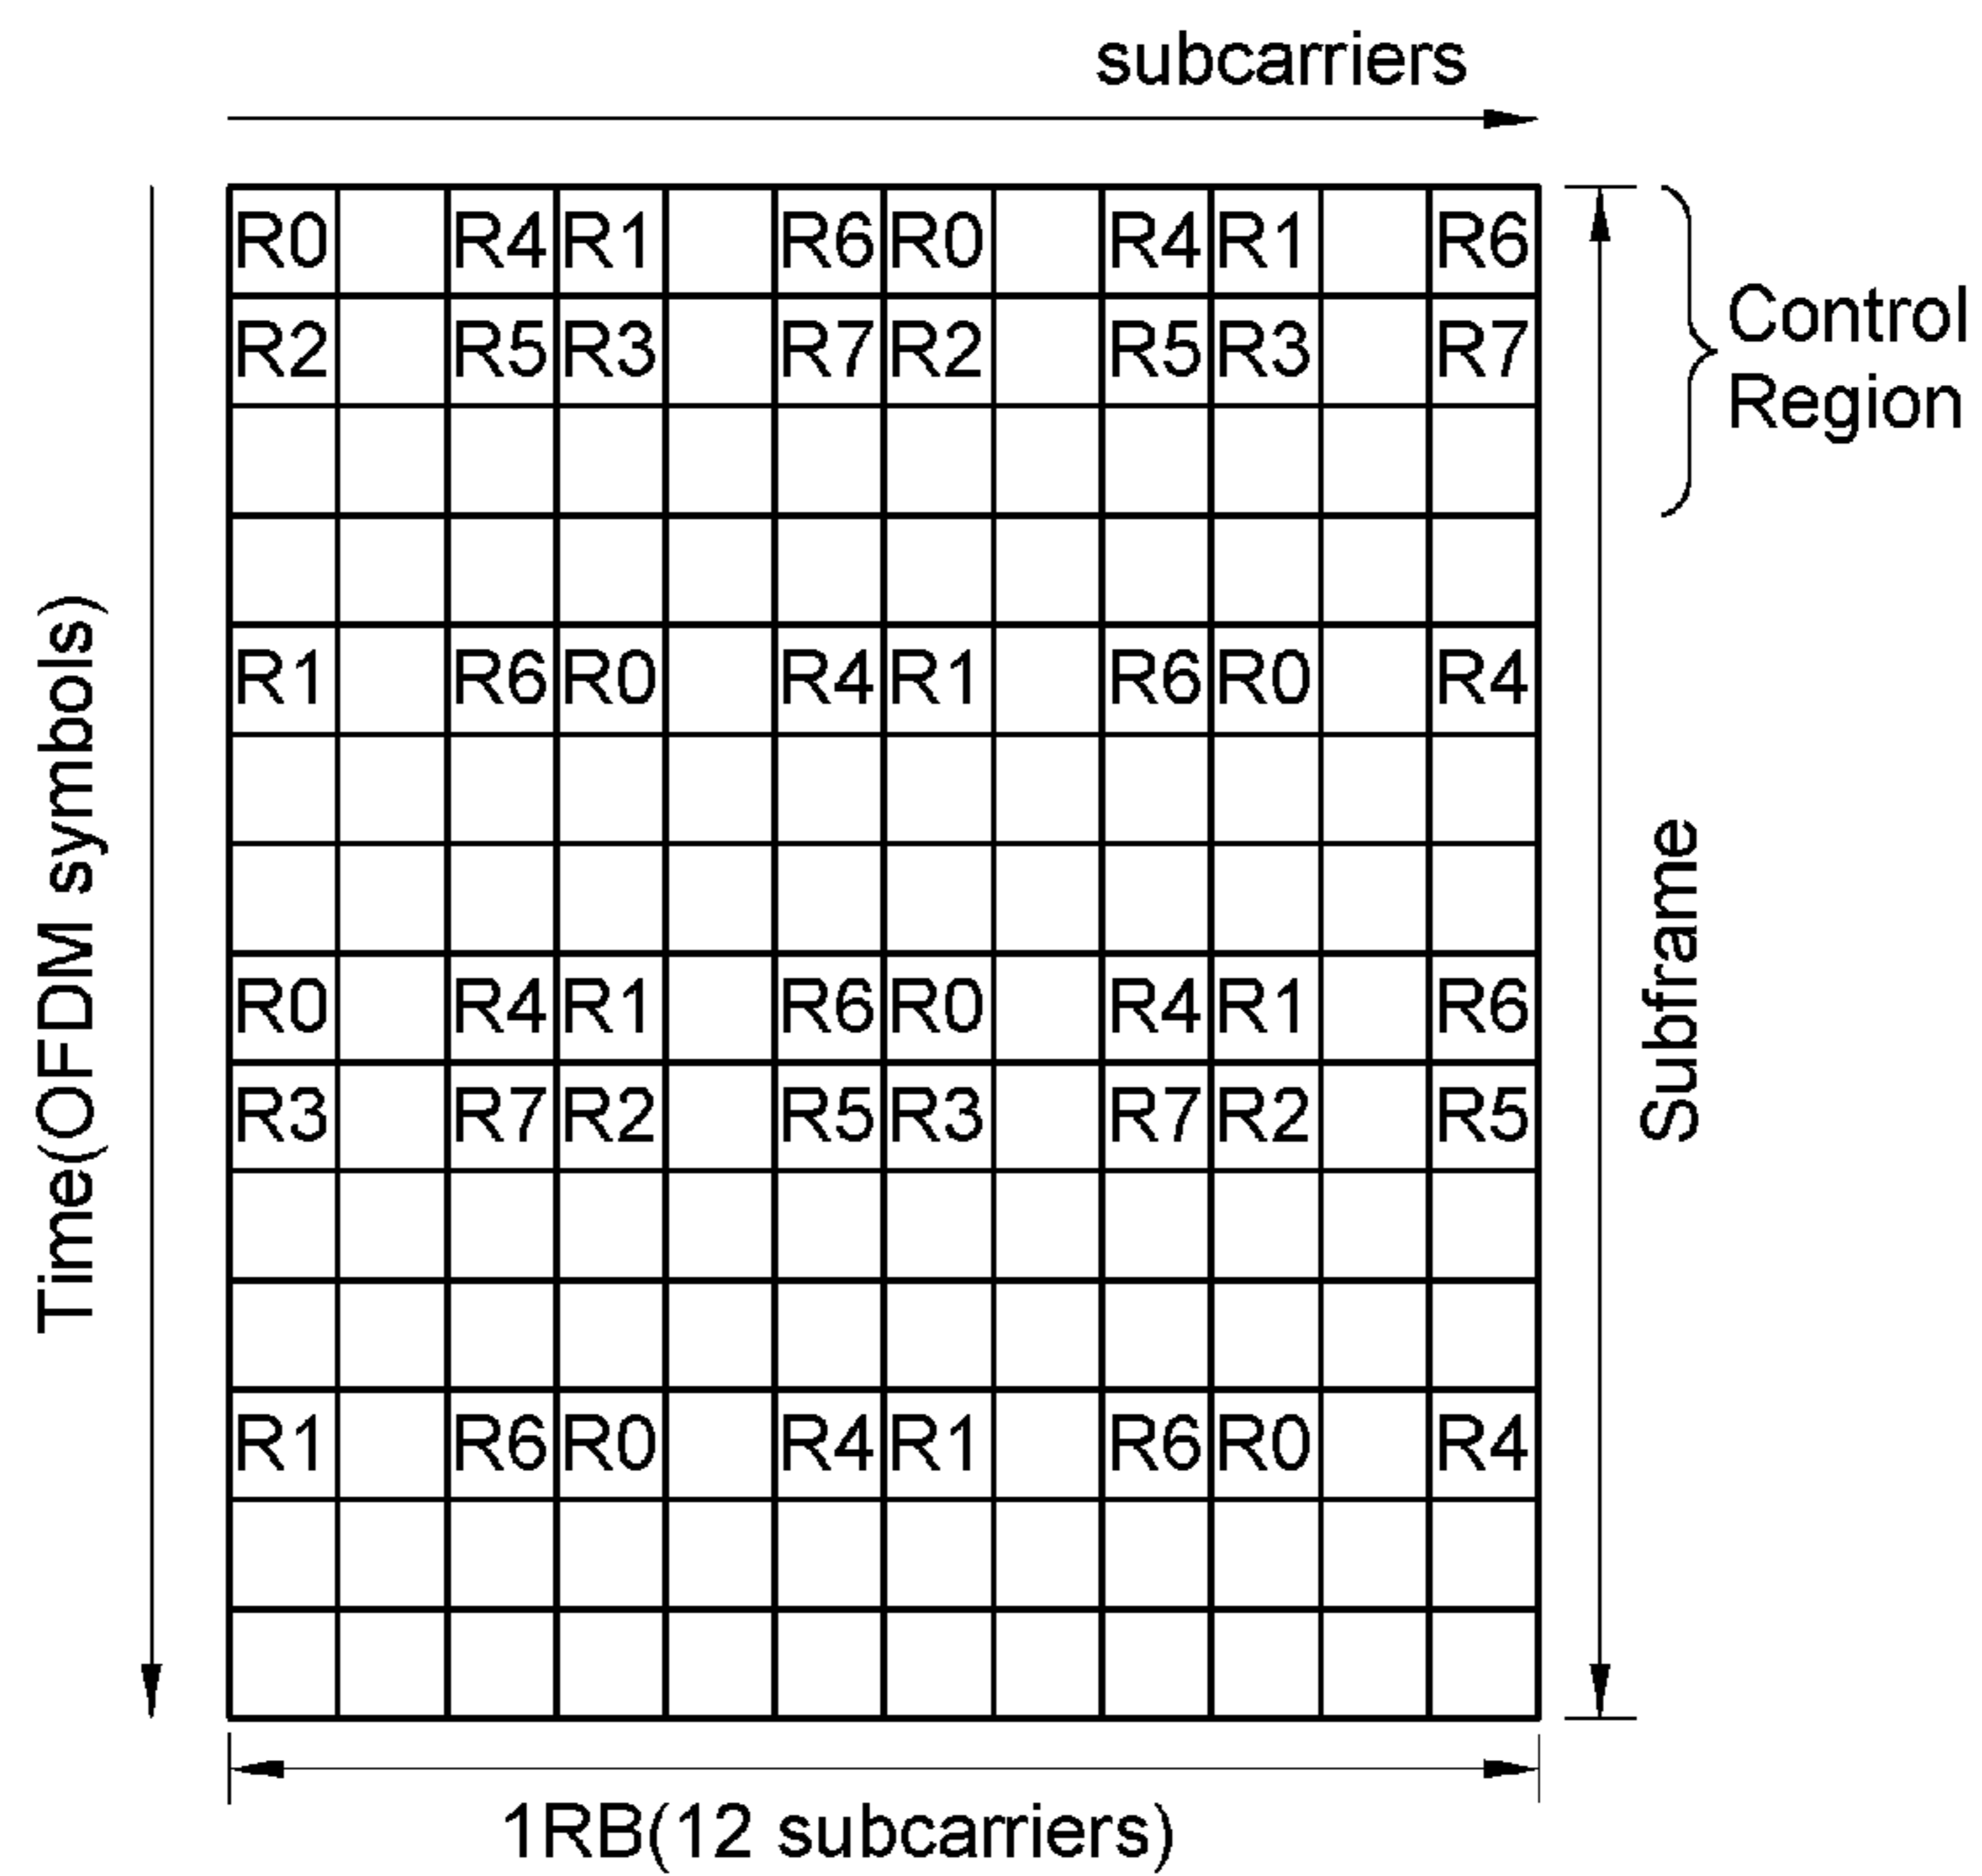 subcarriers
R0 R4 R1 R6 R0 R4 R1 R6
R2 R5 R3 R7 R2 R5 R3 R7
Control
Region
R1 R6 R0 R4 R1 R6 R0 R4
R0 R4 R1 R6 R0 R4 R1 R6
R3 R7 R2 R5 R3 R7 R2 R5
R1 R6 R0 R4 R1 R6 R0 R4
Time(OFDM symbols)
Subframe
1RB(12 subcarriers)